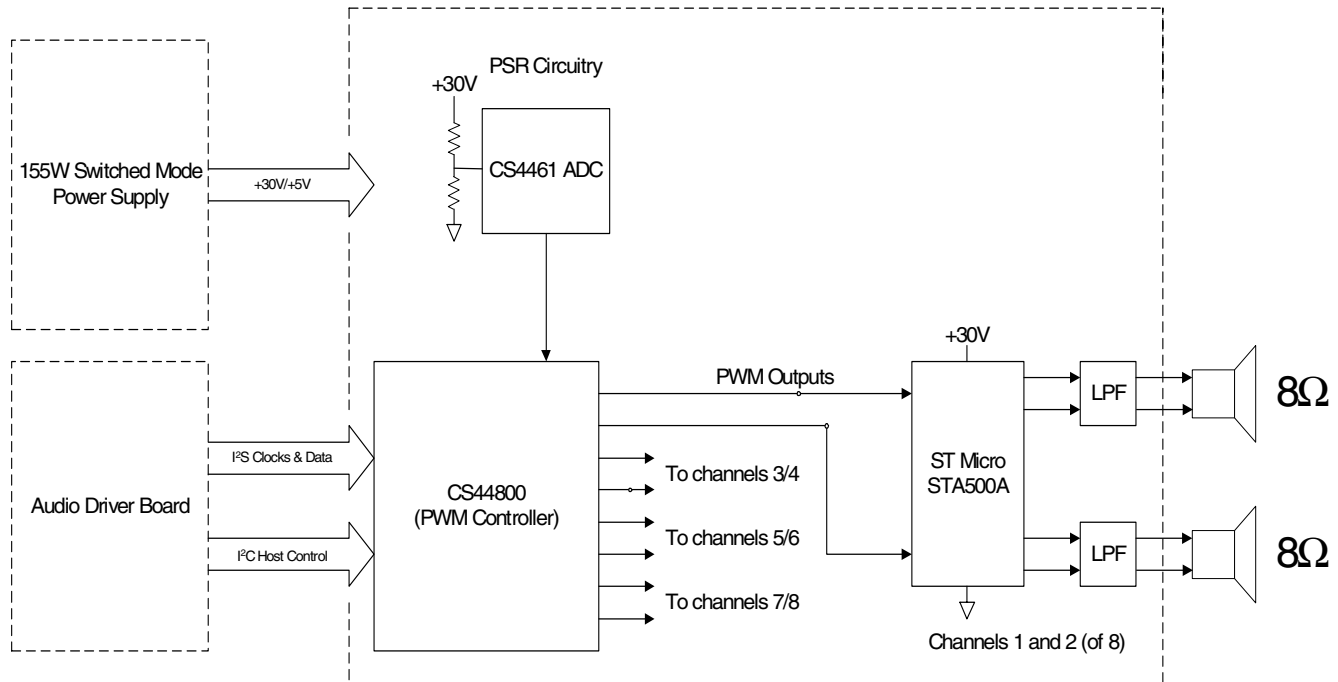 PSR Circuitry
+30V
CS4461 ADC
155W Switched Mode
Power Supply
+30V/+5V
+30V
PWM Outputs
LPF
8Ω
I²S Clocks & Data
To channels 3/4
ST Micro
STA500A
Audio Driver Board
CS44800
(PWM Controller)
To channels 5/6
I²C Host Control
LPF
8Ω
To channels 7/8
Channels 1 and 2 (of 8)